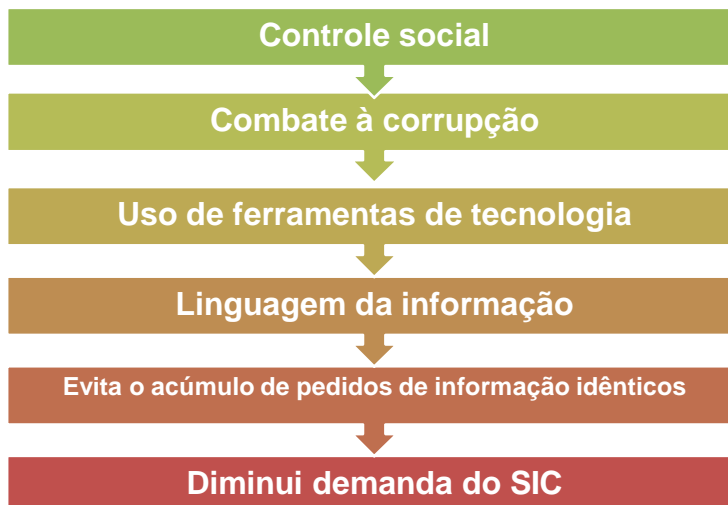 Controle social
Combate à corrupção
Uso de ferramentas de tecnologia
Linguagem da informação
Evita o acúmulo de pedidos de informação idênticos
Diminui demanda do SIC